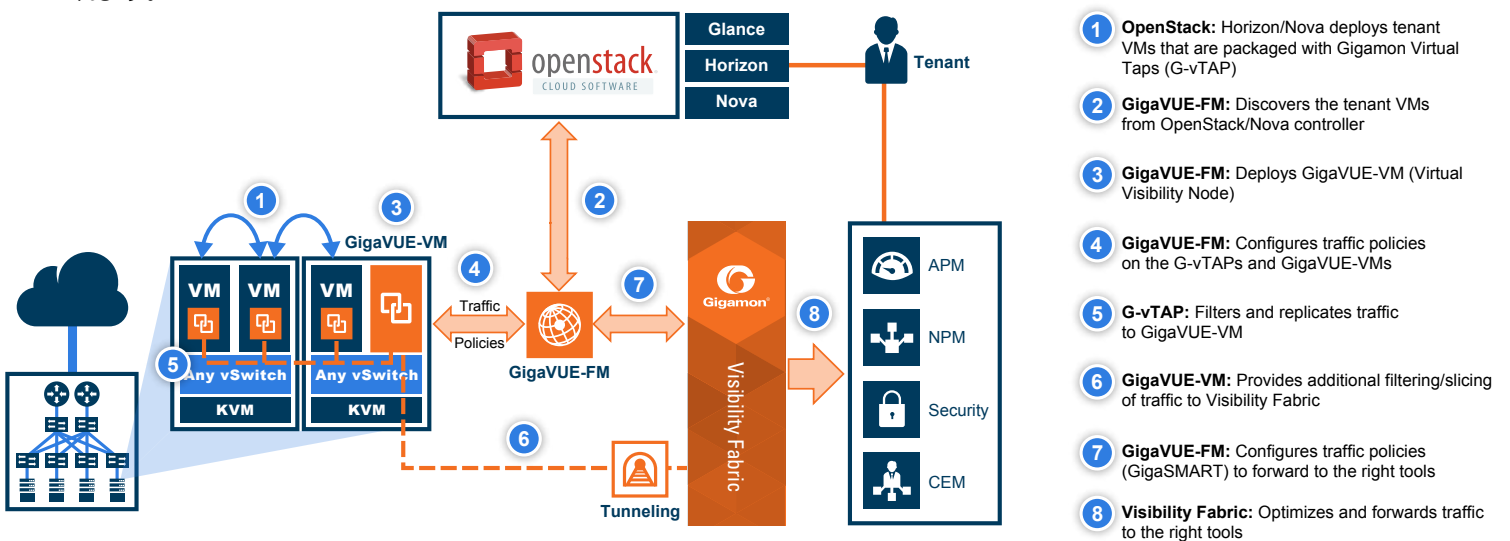 openstack
CLOUD SOFTWARE
Glance
Horizon
Nova
Tenant
1
2
3
GigaVUE-VM
VM
VM
VM
4
Traffic
Policies
GigaVUE-FM
7
Gigamon®
Visibility Fabric
8
APM
NPM
Security
CEM
5
Any vSwitch
Any vSwitch
KVM
KVM
6
Tunneling
1 OpenStack: Horizon/Nova deploys tenant
VMs that are packaged with Gigamon Virtual
Taps (G-vTAP)
2 GigaVUE-FM: Discovers the tenant VMs
from OpenStack/Nova controller
3 GigaVUE-FM: Deploys GigaVUE-VM (Virtual
Visibility Node)
4 GigaVUE-FM: Configures traffic policies
on the G-vTAPs and GigaVUE-VMs
5 G-vTAP: Filters and replicates traffic
to GigaVUE-VM
6 GigaVUE-VM: Provides additional filtering/slicing
of traffic to Visibility Fabric
7 GigaVUE-FM: Configures traffic policies
(GigaSMART) to forward to the right tools
8 Visibility Fabric: Optimizes and forwards traffic
to the right tools